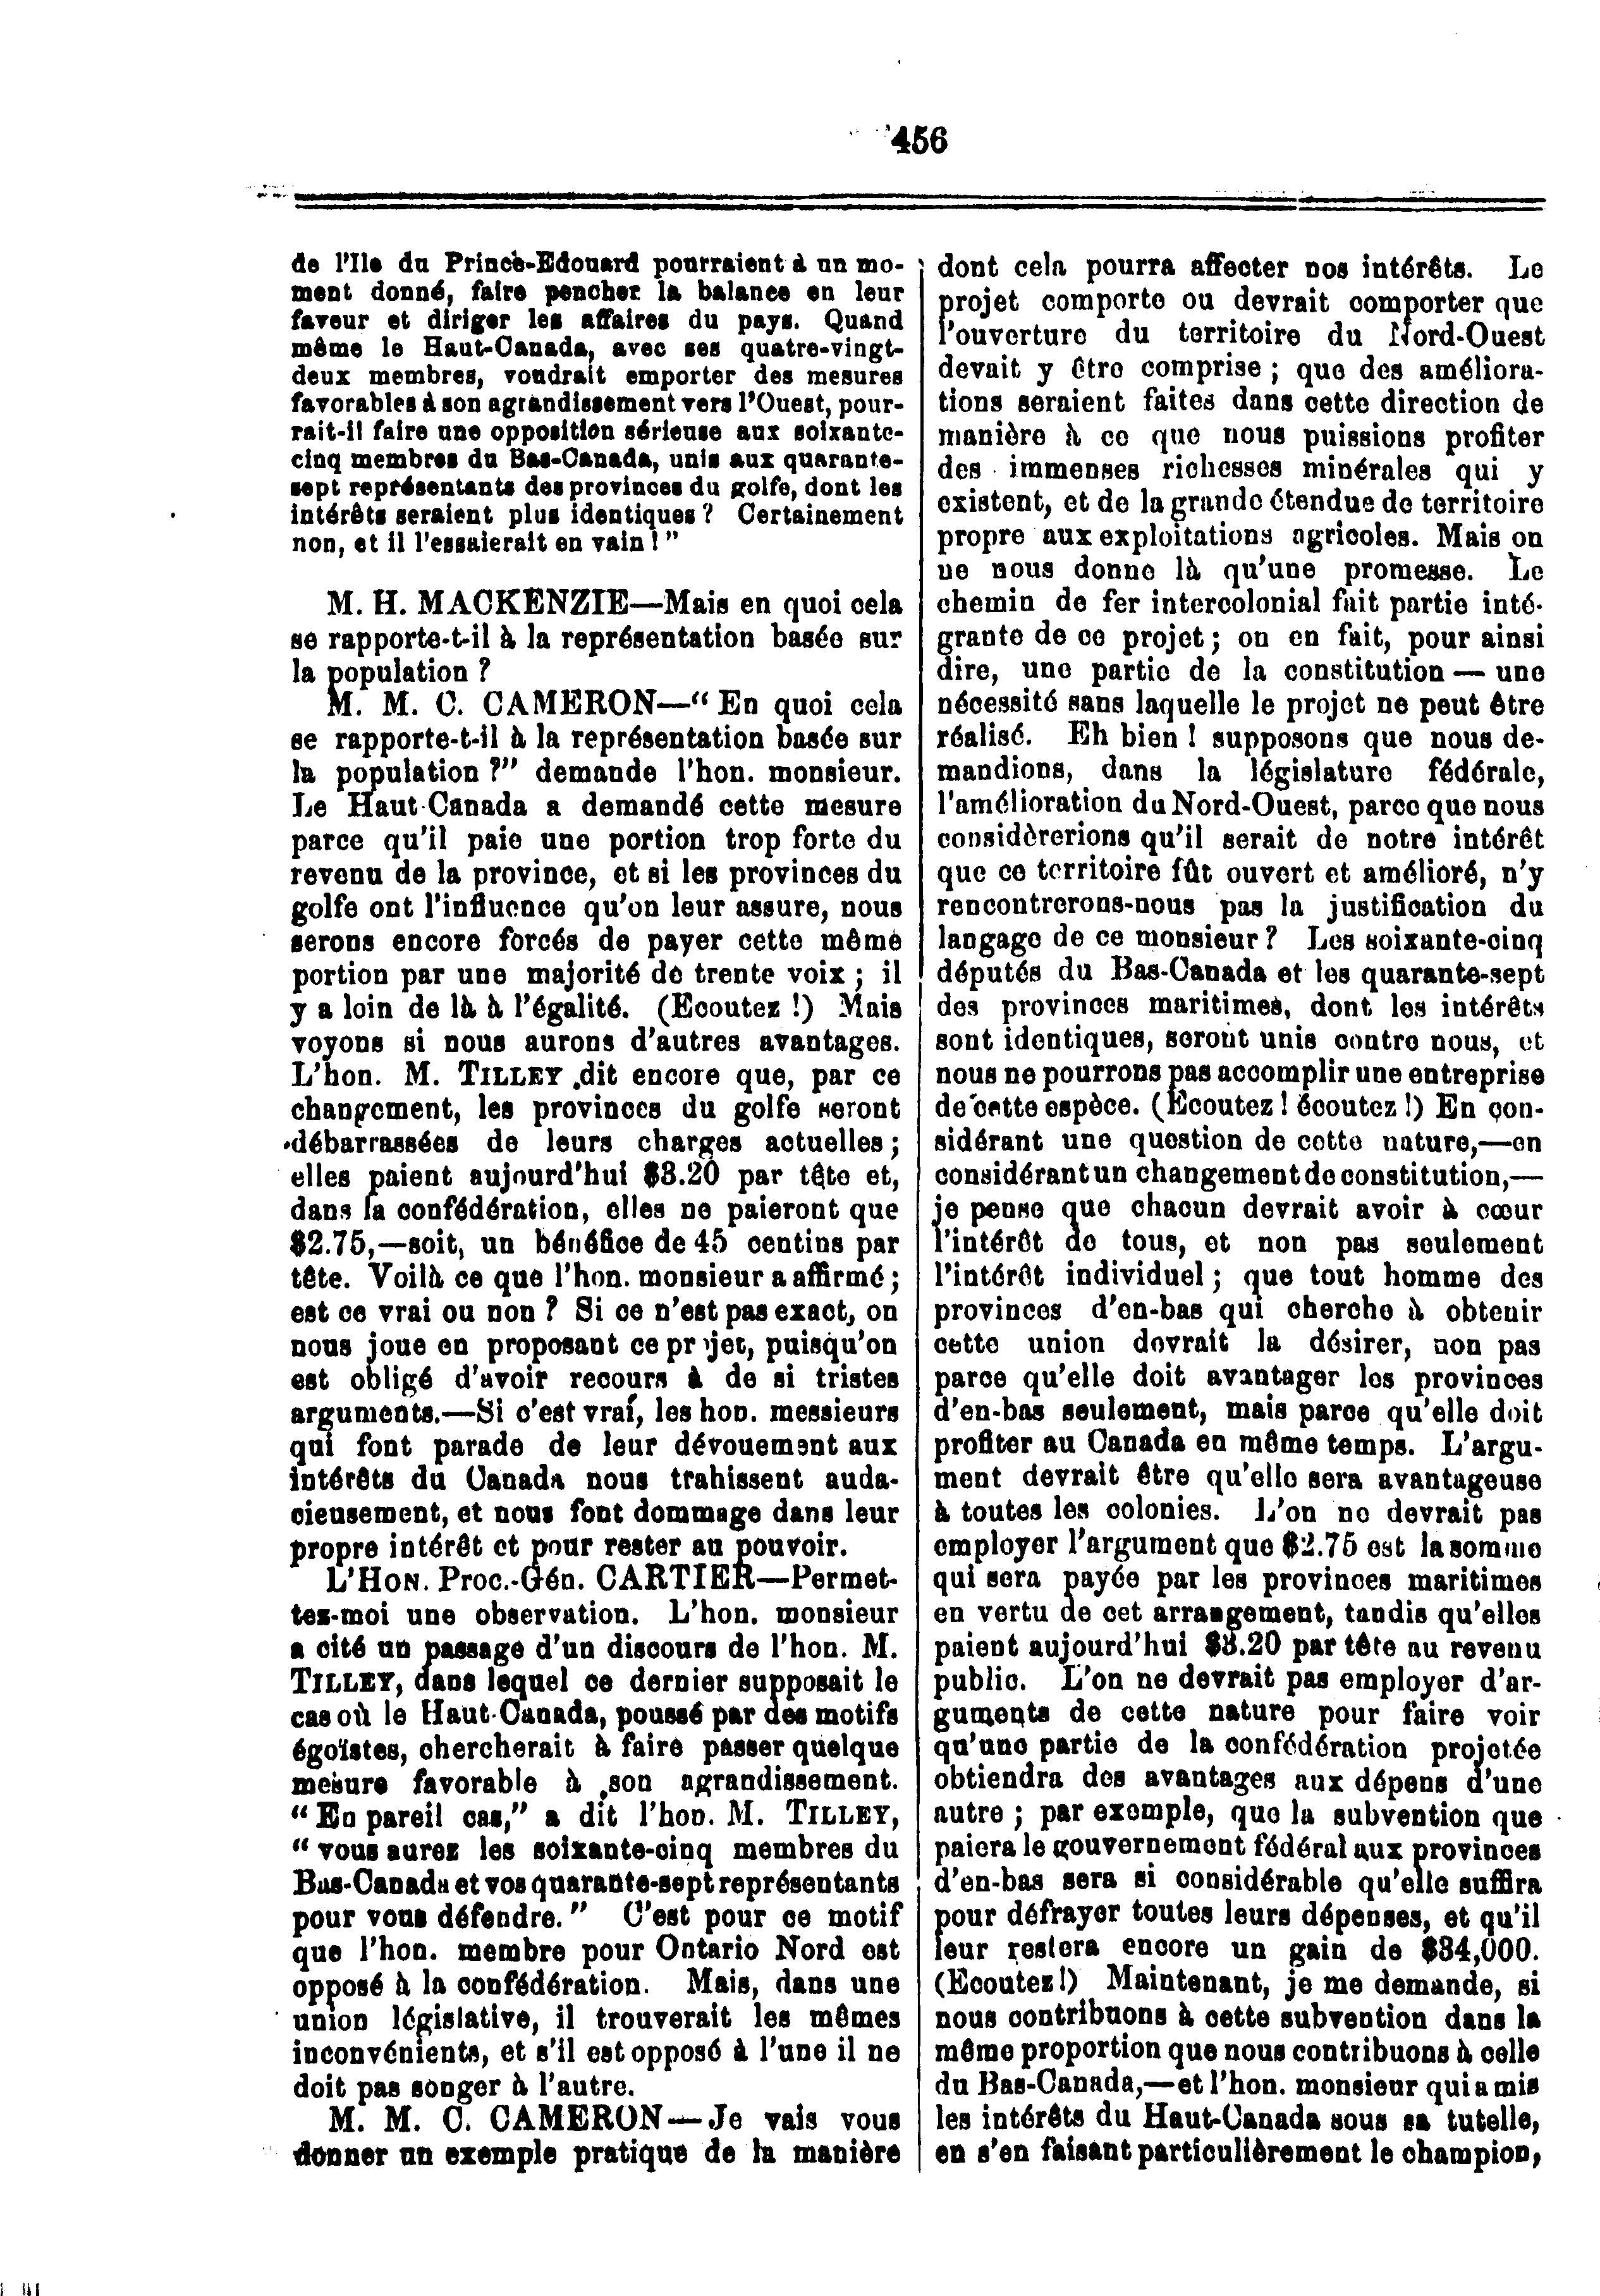 456
de l'Ile du Prince-Edouard pourraient à un mo-
ment donné, faire pencher la balance en leur
faveur et diriger les affaires du pays. Quand
même le Haut-Canada, avec ses quatre-vingt-
deux membres, voudrait emporter des mesures
favorables à son agrandissement vers l'Ouest, pour-
rait-il faire une opposition sérieuse aux soixante-
cinq membres du Bas-Canada, unis aux quarante-
sept représentants des provinces du golfe, dont les
intérêts seraient plus identiques ? Certainement
non, et il l'essaierait en vain ! "
M. H. MACKENZIE—Mais en quoi cela
se rapporte-t-il à la représentation basée sur
la population ?
M. M. C. CAMERON—" En quoi cela
se rapporte-t-il à la représentation basée sur
la population ?" demande l'hon. monsieur.
Le Haut-Canada a demandé cette mesure
parce qu'il paie une portion trop forte du
revenu de la province, et si les provinces du
golfe ont l'influence qu'on leur assure, nous
serons encore forcés de payer cette même
portion par une majorité de trente voix ; il
y a loin de là à l'égalité. (Ecoutez !) Mais
voyons si nous aurons d'autres avantages.
L'hon. M. TILLEY dit encore que, par ce
changement, les provinces du golfe seront
débarrassées de leurs charges actuelles ;
elles paient aujourd'hui $3.20 par tête et,
dans la confédération, elles ne paieront que
$2.75,—soit, un bénéfice de 45 centins par
tête. Voilà ce que l'hon. monsieur a affirmé ;
est ce vrai ou non ? Si ce n'est pas exact, on
nous joue en proposant ce projet, puisqu'on
est obligé d'avoir recours à de si tristes
arguments.—Si c'est vraí, les hon. messieurs
qui font parade de leur dévouement aux
intérêts du Canada nous trahissent auda-
cieusement, et nous font dommage dans leur
propre intérêt et pour rester au pouvoir.
L'HON. PROC.-GÉN. CARTIER—Permet-
tez-moi une observation. L'hon. monsieur
a cité un passage d'un discours de l'hon. M.
TILLEY, dans lequel ce dernier supposait le
cas où le Haut-Canada, poussé par des motifs
égoïstes, chercherait à faire passer quelque
mesure favorable à son agrandissement.
" En pareil cas," a dit l'hon. M. TILLEY,
" vous aurez les soixante-cinq membres du
Bas-Canada et vos quarante-sept représentants
pour vous défendre. " C'est pour ce motif
que l'hon. membre pour Ontario Nord est
opposé à la confédération. Mais, dans une
union législative, il trouverait les mêmes
inconvénients, et s'il est opposé à l'une il ne
doit pas songer à l'autre.
M. M. C. CAMERON—Je vais vous
donner un exemple pratique de la manière
dont cela pourra affecter nos intérêts. Le
projet comporte ou devrait comporter que
l'ouverture du territoire du Nord-Ouest
devait y être comprise ; que des améliora-
tions seraient faites dans cette direction de
manière à ce que nous puissions profiter
des immenses richesses minérales qui y
existent, et de la grande étendue de territoire
propre aux exploitations agricoles. Mais on
ne nous donne là qu'une promesse. Le
chemin de fer intercolonial fait partie inté-
grante de ce projet ; on en fait, pour ainsi
dire, une partie de la constitution — une
nécessité sans laquelle le projet ne peut être
réalisé. Eh bien ! supposons que nous de-
mandions, dans la législature fédérale,
l'amélioration du Nord-Ouest, parce que nous
considèrerions qu'il serait de notre intérêt
que ce territoire fût ouvert et amélioré, n'y
rencontrerons-nous pas la justification du
langage de ce monsieur ? Les soixante-cinq
députés du Bas-Canada et les quarante-sept
des provinces maritimes, dont les intérêts
sont identiques, seront unis contre nous, et
nous ne pourrons pas accomplir une entreprise
de cette espèce. (Ecoutez ! écoutez !) En con-
sidérant une question de cette nature,—en
considérant un changement de constitution,—
je pense que chacun devrait avoir à cœur
l'intérêt de tous, et non pas seulement
l'intérêt individuel ; que tout homme des
provinces d'en-bas qui cherche à obtenir
cette union devrait la désirer, non pas
parce qu'elle doit avantager les provinces
d'en-bas seulement, mais parce qu'elle doit
profiter au Canada en même temps. L'argu-
ment devrait être qu'elle sera avantageuse
à toutes les colonies. L'on ne devrait pas
employer l'argument que $2.75 est la somme
qui sera payée par les provinces maritimes
en vertu de cet arrangement, tandis qu'elles
paient aujourd'hui $3.20 par tête au revenu
public. L'on ne devrait pas employer d'ar-
guments de cette nature pour faire voir
qu'une partie de la confédération projetée
obtiendra des avantages aux dépens d'une
autre ; par exemple, que la subvention que
paiera le gouvernement fédéral aux provinces
d'en-bas sera si considérable qu'elle suffira
pour défrayer toutes leurs dépenses, et qu'il
leur restera encore un gain de $34,000.
(Ecoutez !) Maintenant, je me demande, si
nous contribuons à cette subvention dans la
même proportion que nous contribuons à celle
du Bas-Canada,—et l'hon. monsieur qui a mis
les intérêts du Haut-Canada sous sa tutelle,
en s'en faisant particulièrement le champion,